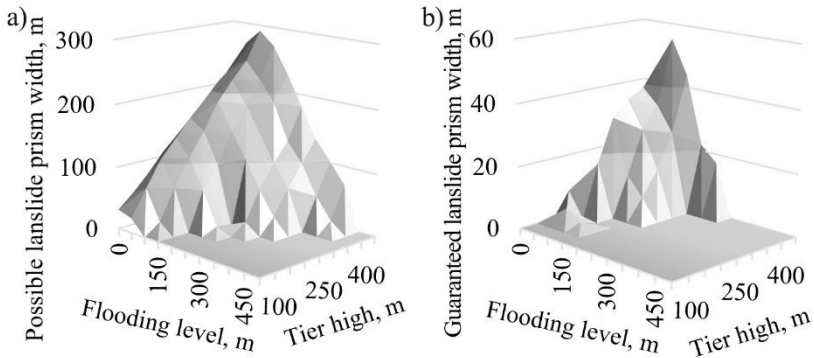 a)
Possible lanslide prism width, m
300
200
100
0
0
150
300
450
Flooding level, m
100
250
400
Tier high, m
b)
Guaranteed lanslide prism width, m
60
40
20
0
0
150
300
450
Flooding level, m
100
250
400
Tier high, m